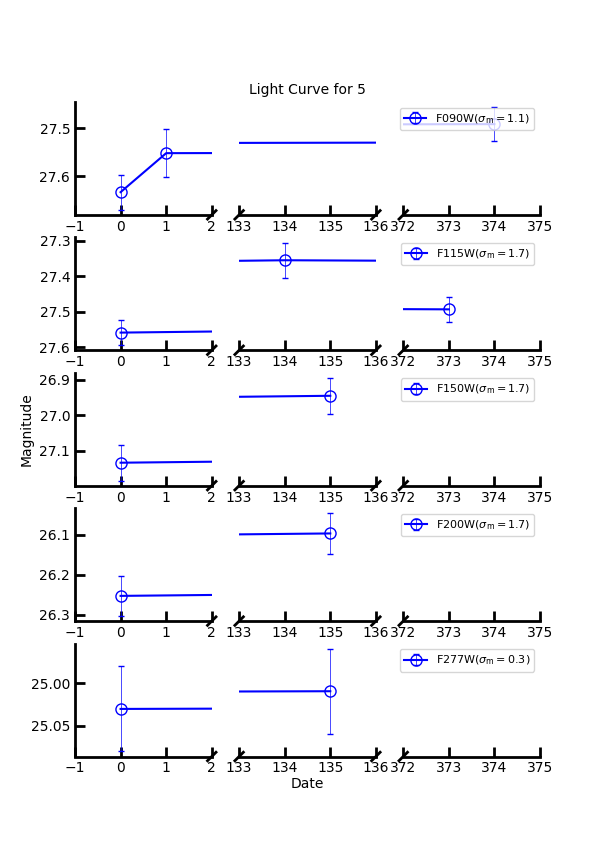 Light Curve for 5
27.5
27.6
F090W(σm = 1.1)
−1 0 1 2 133 134 135 136 372 373 374 375
27.3
27.4
27.5
27.6
F115W(σm = 1.7)
−1 0 1 2 133 134 135 136 372 373 374 375
26.9
27.0
27.1
F150W(σm = 1.7)
−1 0 1 2 133 134 135 136 372 373 374 375
Magnitude
26.1
26.2
26.3
F200W(σm = 1.7)
−1 0 1 2 133 134 135 136 372 373 374 375
25.00
25.05
F277W(σm = 0.3)
−1 0 1 2 133 134 135 136 372 373 374 375
Date